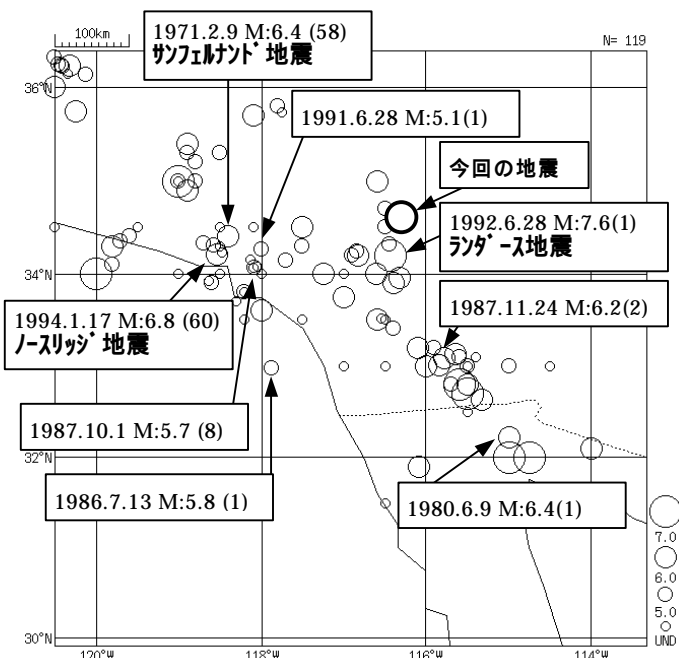 100km
N= 119
1971.2.9 M:6.4 (58)
サンフェルナンド地震
36°N
1991.6.28 M:5.1(1)
今回の地震
1992.6.28 M:7.6(1)
ランダース地震
34°N
1987.11.24 M:6.2(2)
1994.1.17 M:6.8 (60)
ノースリッジ地震
1987.10.1 M:5.7 (8)
32°N
1986.7.13 M:5.8 (1)
1980.6.9 M:6.4(1)
7.0
6.0
5.0
UND
30°N
120°W
118°W
116°W
114°W